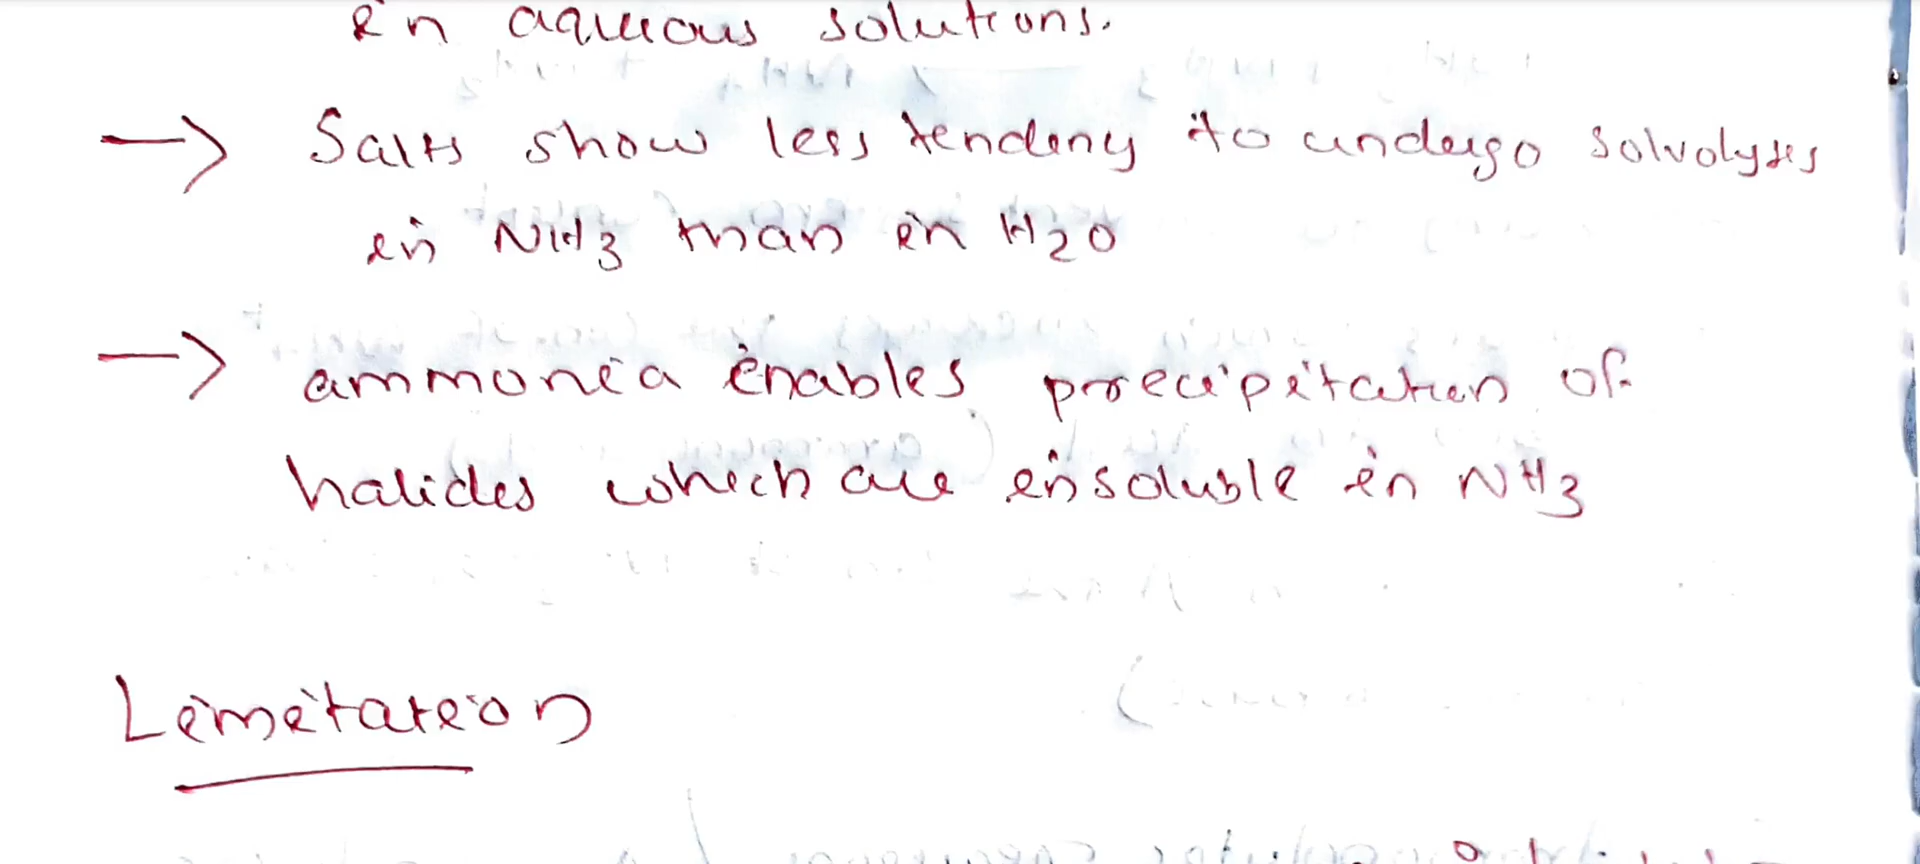 in aqueous solutions.
→ Salts show less tendency to undergo solvolysis
in NH3 than in H2O
→ ammonia enables precipitation of
halides which are insoluble in NH3
Limitation